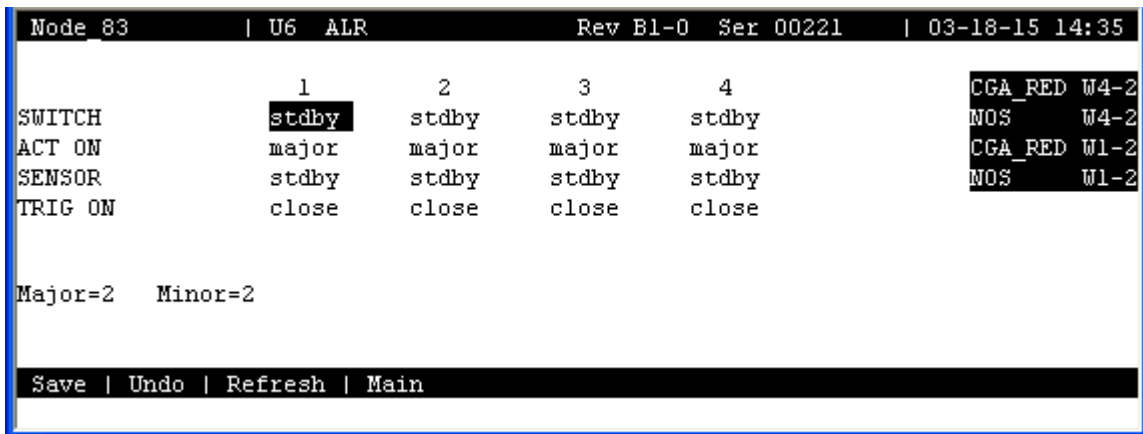 Node_83 | U6 ALR Rev B1-0 Ser 00221 | 03-18-15 14:35
1 2 3 4 CGA_RED W4-2
SWITCH stdby stdby stdby stdby NOS W4-2
ACT ON major major major major CGA_RED W1-2
SENSOR stdby stdby stdby stdby NOS W1-2
TRIG ON close close close close
Major=2 Minor=2
Save | Undo | Refresh | Main